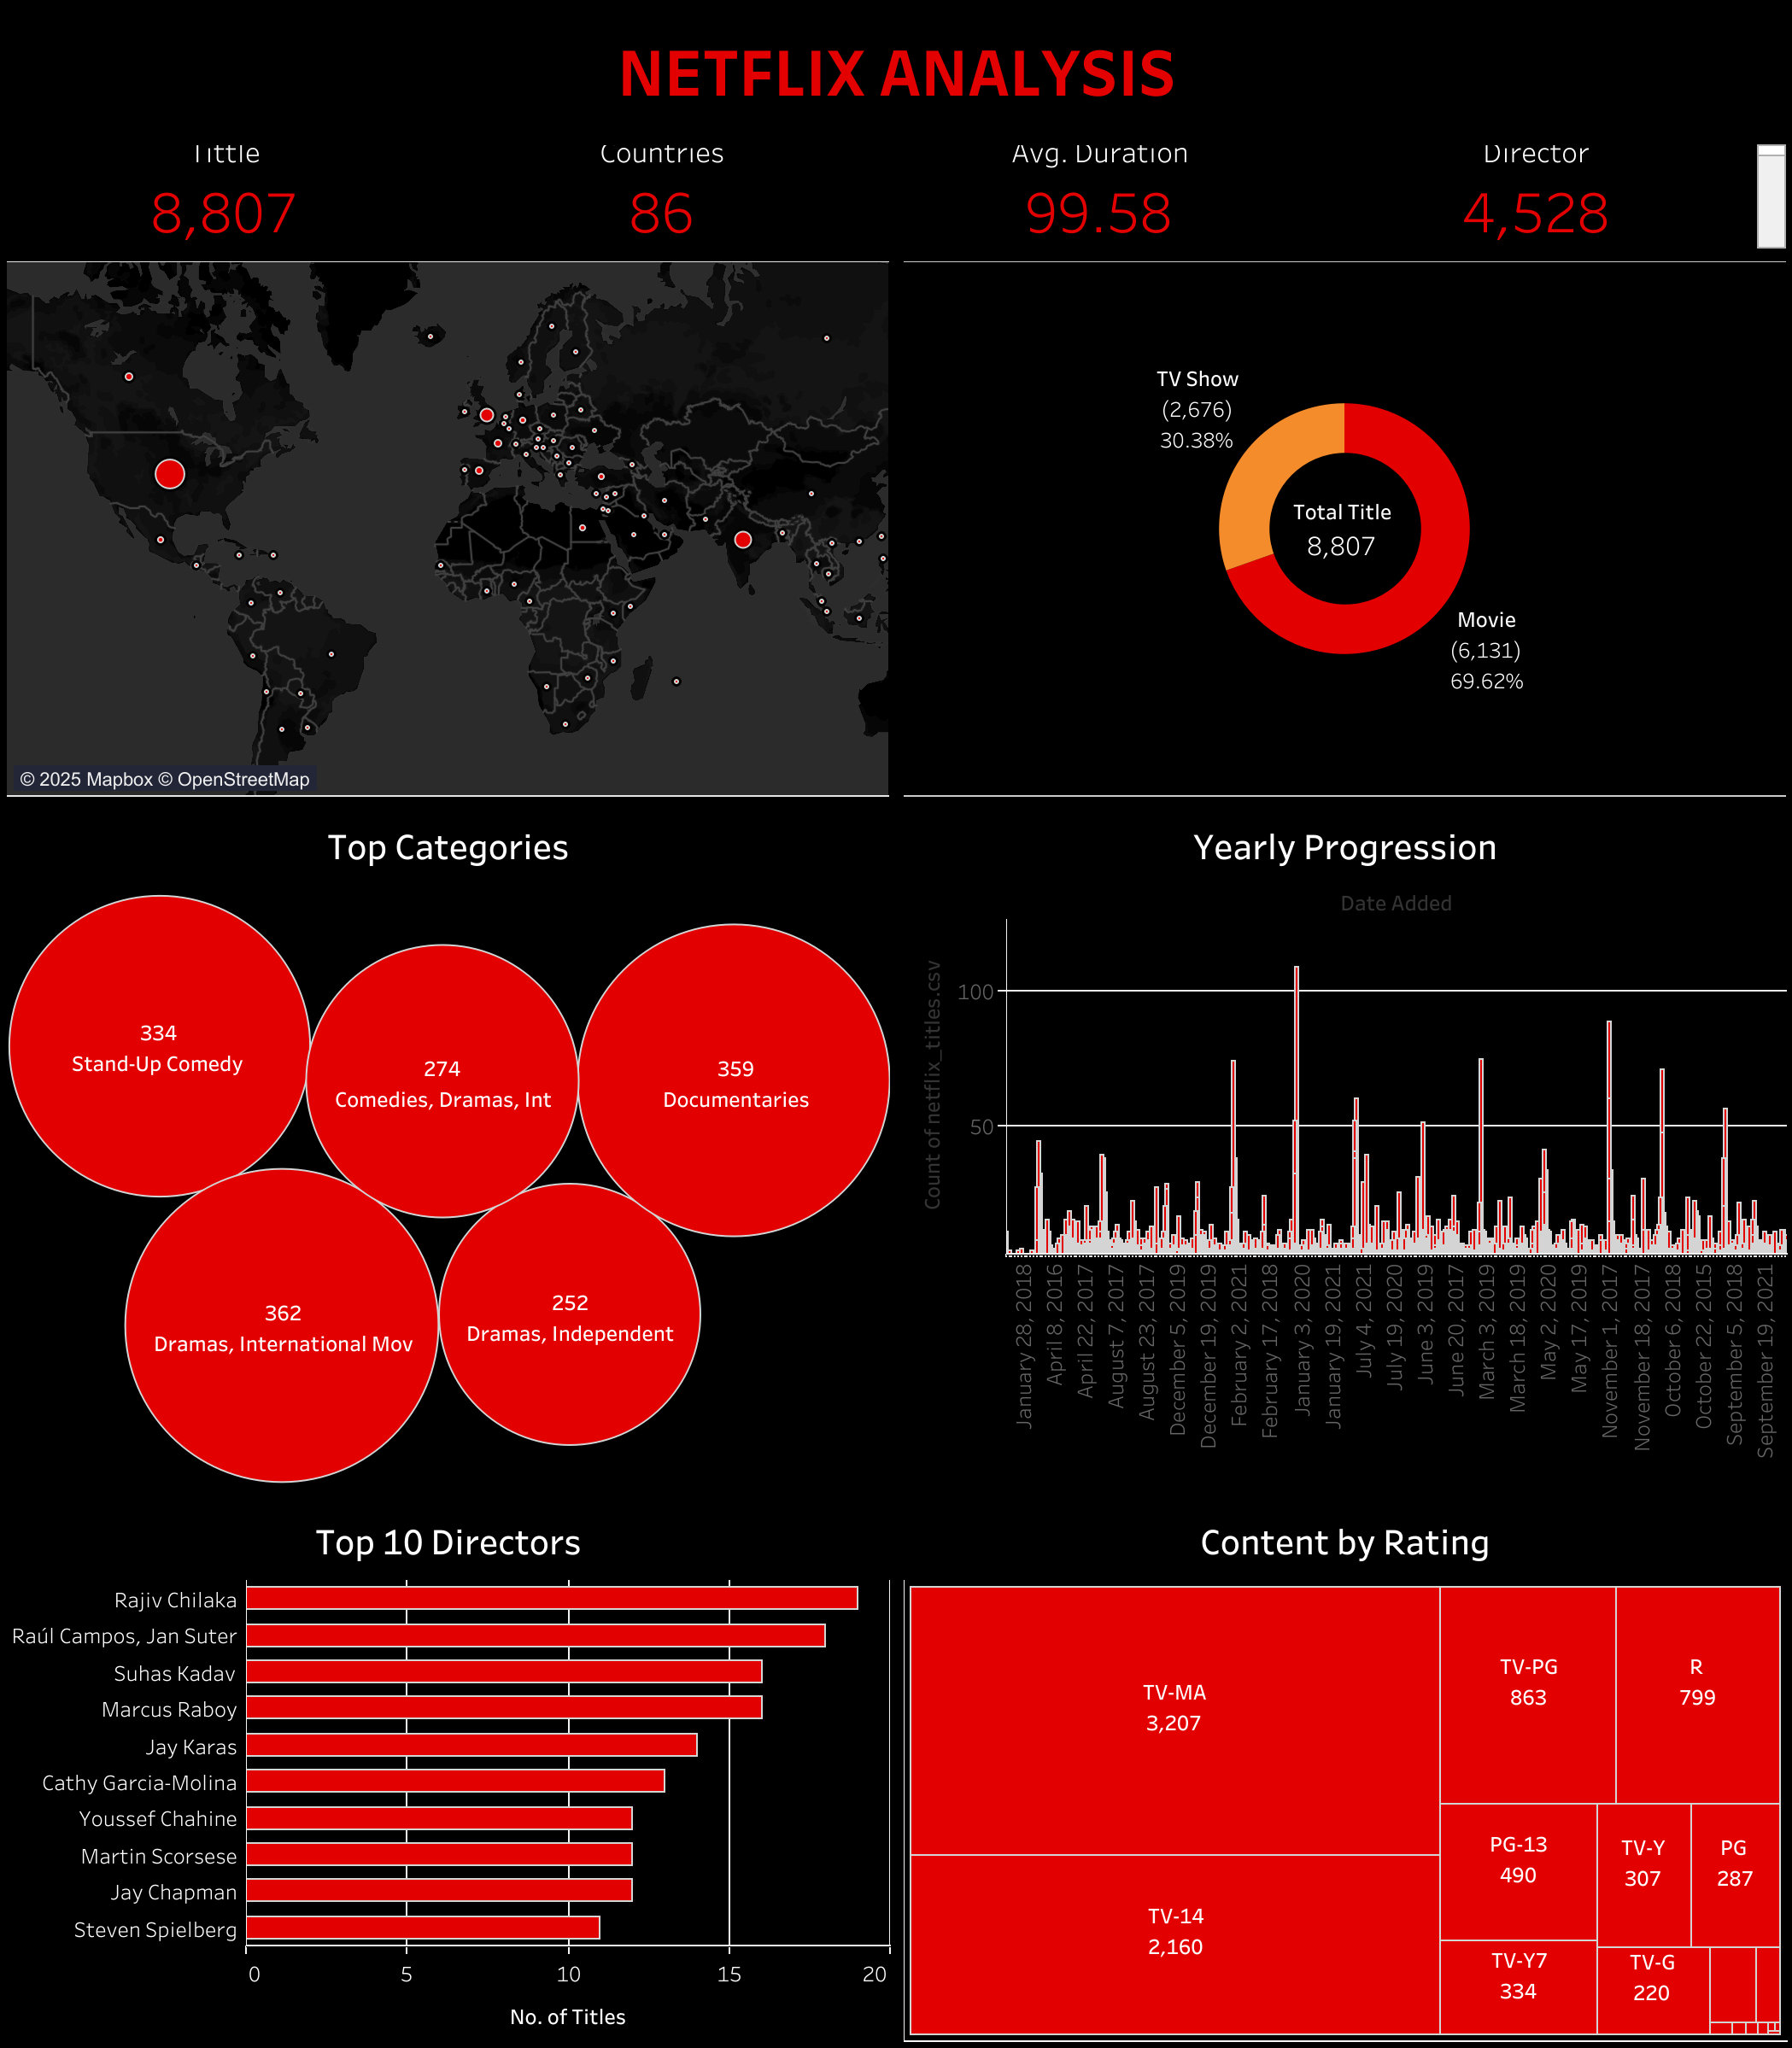 NETFLIX ANALYSIS
Tittle
Countries
Avg. Duration
Director
8,807
86
99.58
4,528
© 2025 Mapbox © OpenStreetMap
TV Show
(2,676)
30.38%
Total Title
8,807
Movie
(6,131)
69.62%
Top Categories
334
Stand-Up Comedy
274
Comedies, Dramas, Int
359
Documentaries
362
Dramas, International Mov
252
Dramas, Independent
Yearly Progression
Date Added
Count of netflix_titles.csv
100
50
January 28, 2018
April 8, 2016
April 22, 2017
August 7, 2017
August 23, 2017
December 5, 2019
December 19, 2019
February 2, 2021
February 17, 2018
January 3, 2020
January 19, 2021
July 4, 2021
July 19, 2020
June 3, 2019
June 20, 2017
March 3, 2019
March 18, 2019
May 2, 2020
May 17, 2019
November 1, 2017
November 18, 2017
October 6, 2018
October 22, 2015
September 5, 2018
September 19, 2021
Top 10 Directors
Rajiv Chilaka
Raúl Campos, Jan Suter
Suhas Kadav
Marcus Raboy
Jay Karas
Cathy Garcia-Molina
Youssef Chahine
Martin Scorsese
Jay Chapman
Steven Spielberg
0
5
10
15
20
No. of Titles
Content by Rating
TV-MA
3,207
TV-14
2,160
TV-PG
863
R
799
PG-13
490
TV-Y
307
PG
287
TV-Y7
334
TV-G
220